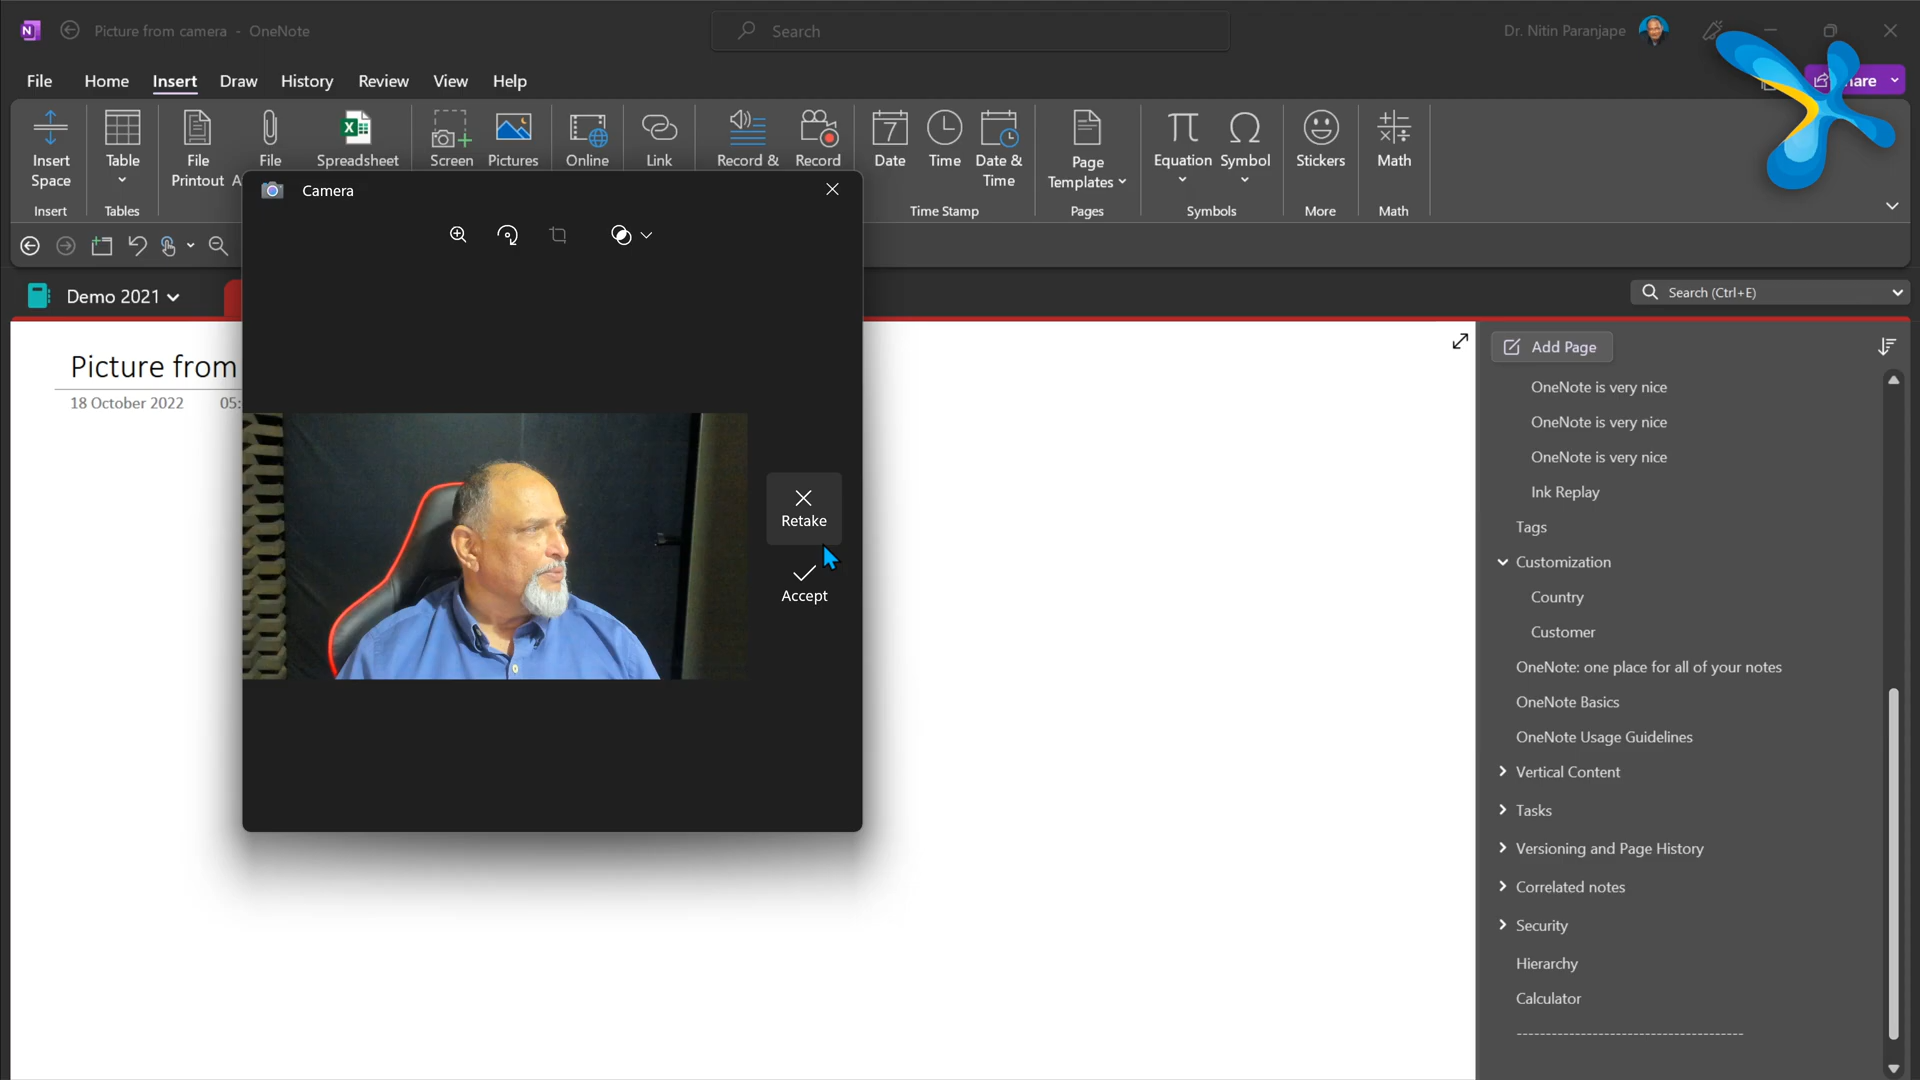 Picture from camera - OneNote
Search
Dr. Nitin Paranjape
File Home Insert Draw History Review View Help
Insert Space
Table
File Printout
File
Spreadsheet
Screen
Pictures
Online
Link
Record &
Record
Date
Time
Date & Time
Page Templates
Equation
Symbol
Stickers
Math
Insert
Tables
Time Stamp
Pages
Symbols
More
Math
Camera
Demo 2021
Search (Ctrl+E)
Picture from
18 October 2022 05:
Retake
Accept
Add Page
OneNote is very nice
OneNote is very nice
OneNote is very nice
Ink Replay
Tags
Customization
Country
Customer
OneNote: one place for all of your notes
OneNote Basics
OneNote Usage Guidelines
Vertical Content
Tasks
Versioning and Page History
Correlated notes
Security
Hierarchy
Calculator
---------------------------------------